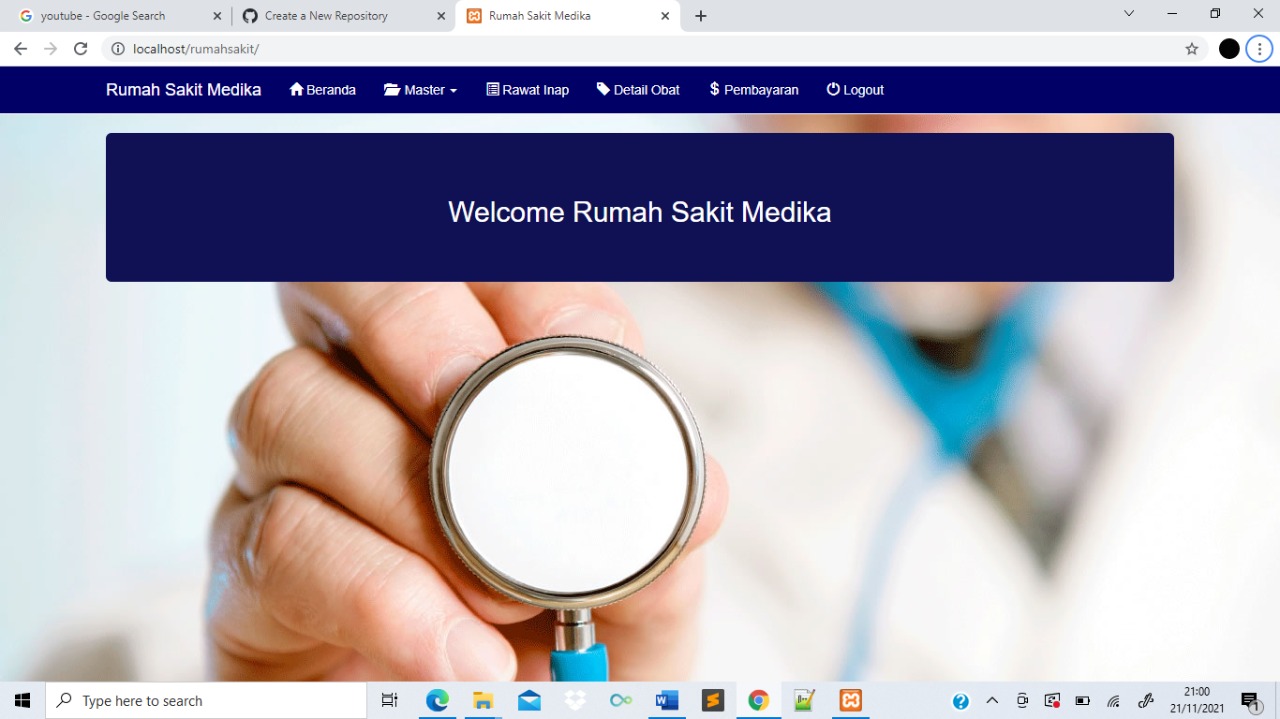 youtube - Google Search
Create a New Repository
Rumah Sakit Medika
localhost/rumahsakit/
Rumah Sakit Medika Beranda Master Rawat Inap Detail Obat $ Pembayaran Logout
Welcome Rumah Sakit Medika
Type here to search
21:00
21/11/2021
1